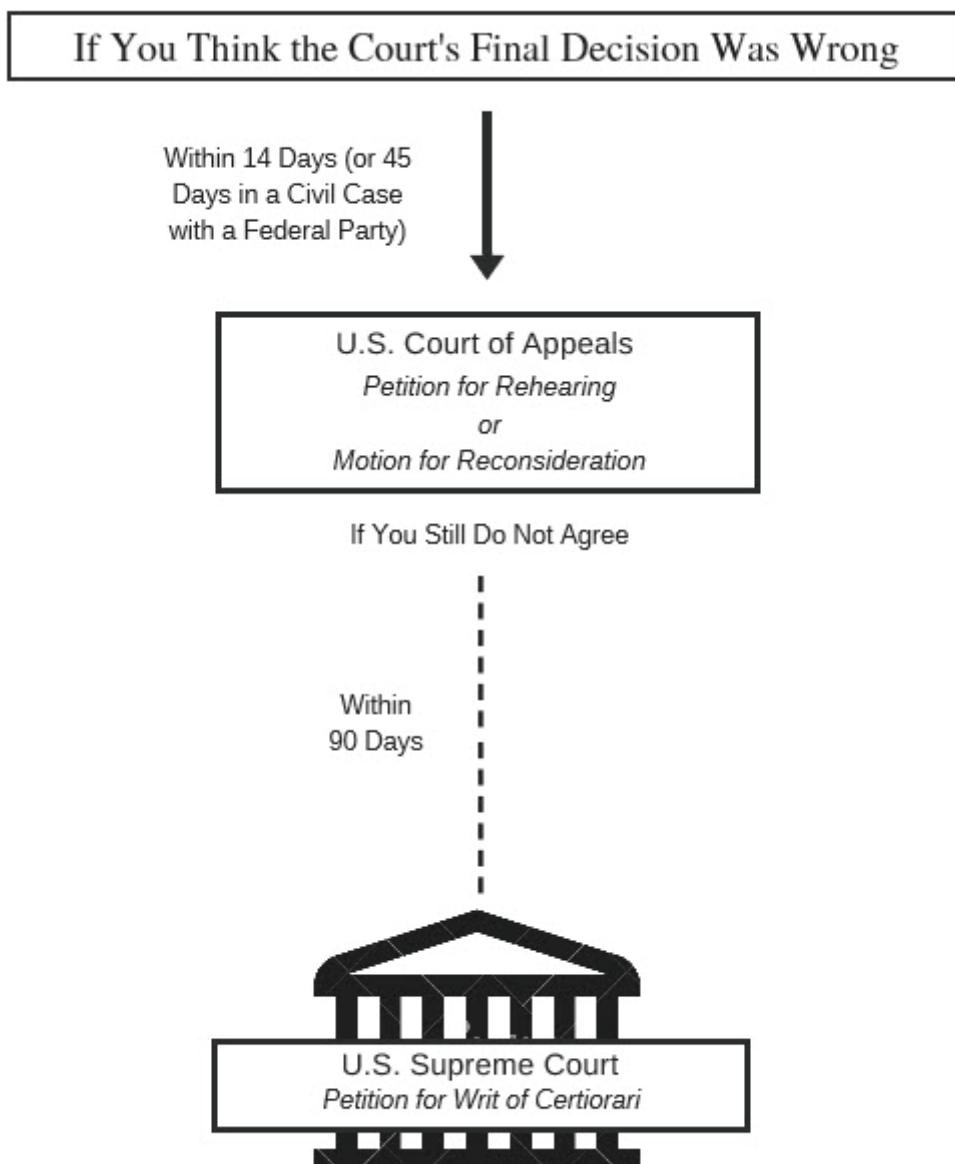 If You Think the Court's Final Decision Was Wrong
Within 14 Days (or 45
Days in a Civil Case
with a Federal Party)
U.S. Court of Appeals
Petition for Rehearing
or
Motion for Reconsideration
If You Still Do Not Agree
Within
90 Days
U.S. Supreme Court
Petition for Writ of Certiorari